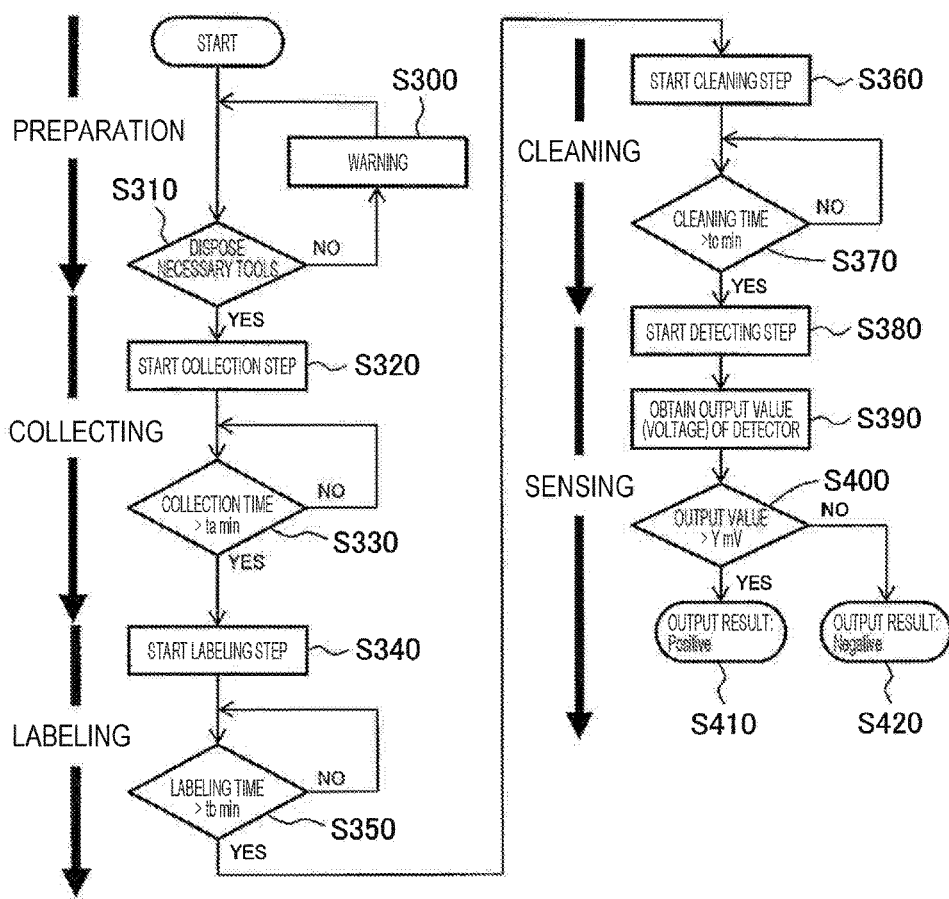 START
S300
PREPARATION
WARNING
S310
DISPOSE
NECESSARY TOOLS
NO
YES
START COLLECTION STEP
S320
COLLECTING
COLLECTION TIME
> ta min
NO
S330
YES
START LABELING STEP
S340
LABELING
LABELING TIME
> tb min
NO
S350
YES
START CLEANING STEP
S360
CLEANING
CLEANING TIME
>tc min
NO
S370
YES
START DETECTING STEP
S380
OBTAIN OUTPUT VALUE
(VOLTAGE) OF DETECTOR
S390
SENSING
S400
OUTPUT VALUE
> Y mV
NO
YES
OUTPUT RESULT:
Positive
OUTPUT RESULT:
Negative
S410
S420